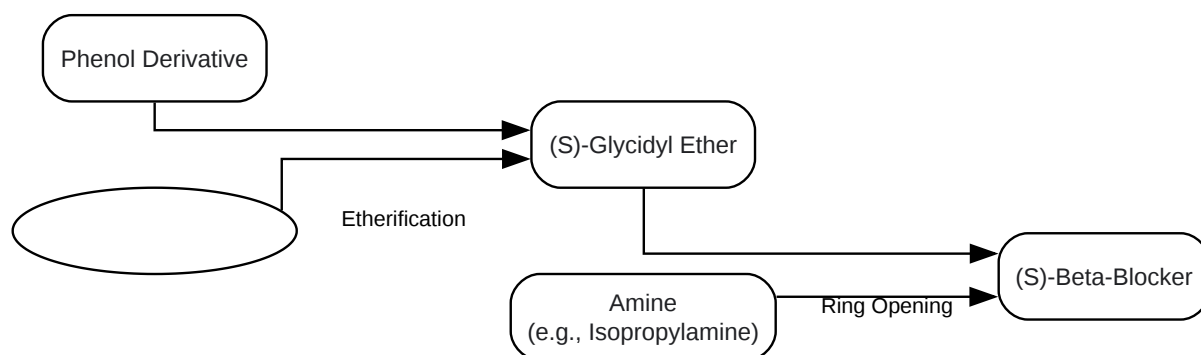 Phenol Derivative
(S)-Glycidyl Ether
Etherification
(S)-Beta-Blocker
Amine
(e.g., Isopropylamine)
Ring Opening